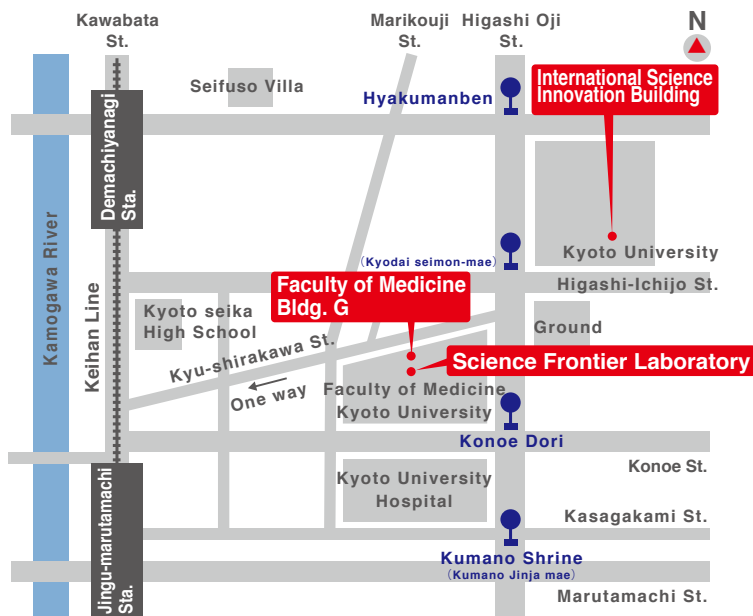 Kawabata
St.
Marikouji
St.
Higashi Oji
St.
N
Seifuso Villa
Hyakumanben
International Science
Innovation Building
Demachiyanagi
Sta.
Kamogawa River
Keihan Line
(Kyodai seimon-mae)
Kyoto University
Higashi-Ichijo St.
Faculty of Medicine
Bldg. G
Kyoto seika
High School
Ground
Kyu-shirakawa St.
One way
Science Frontier Laboratory
Faculty of Medicine
Kyoto University
Konoe Dori
Konoe St.
Kyoto University
Hospital
Kasagakami St.
Jingu-marutamachi
Sta.
Kumano Shrine
(Kumano Jinja mae)
Marutamachi St.